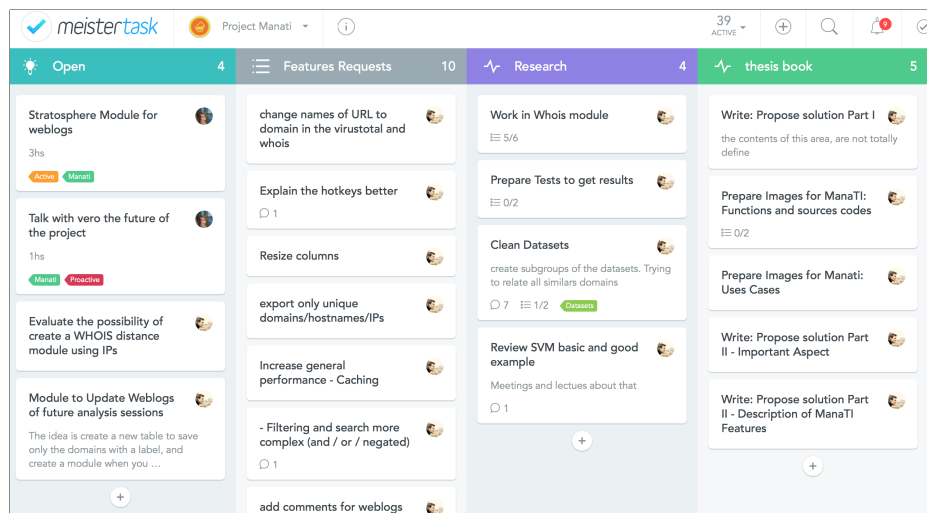 meistertask
Project Manati
39
ACTIVE
9
Open 4
Stratosphere Module for
weblogs
3hs
Active Manati
Talk with vero the future of
the project
1hs
Manati Proactive
Evaluate the possibility of
create a WHOIS distance
module using IPs
Module to Update Weblogs
of future analysis sessions
The idea is create a new table to save
only the domains with a label, and
create a module when you ...
Features Requests 10
change names of URL to
domain in the virustotal and
whois
Explain the hotkeys better
1
Resize columns
export only unique
domains/hostnames/IPs
Increase general
performance - Caching
- Filtering and search more
complex (and / or / negated)
1
add comments for weblogs
Research 4
Work in Whois module
5/6
Prepare Tests to get results
0/2
Clean Datasets
create subgroups of the datasets. Trying
to relate all similars domains
7 1/2 Datasets
Review SVM basic and good
example
Meetings and lectues about that
1
thesis book 5
Write: Propose solution Part I
the contents of this area, are not totally
define
Prepare Images for ManaTI:
Functions and sources codes
0/2
Prepare Images for Manati:
Uses Cases
Write: Propose solution Part
II - Important Aspect
Write: Propose solution Part
II - Description of ManaTI
Features